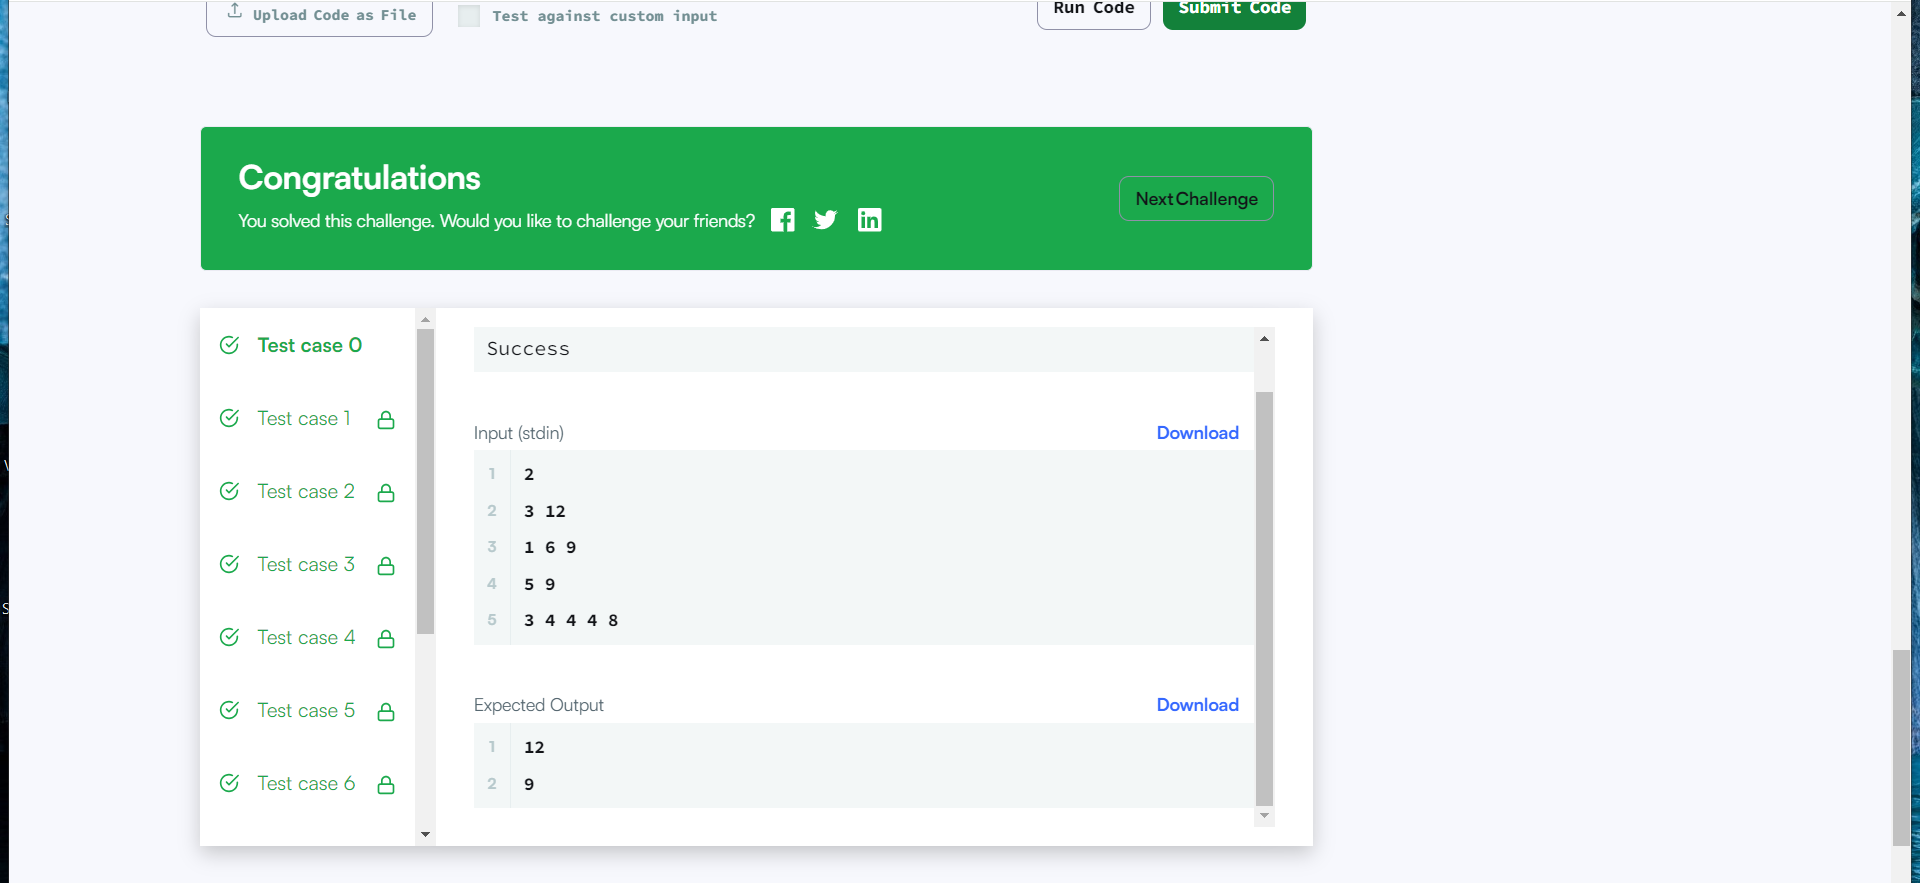 Upload Code as File
Test against custom input
Run Code
Submit Code
Congratulations
You solved this challenge. Would you like to challenge your friends?
Next Challenge
Test case 0
Test case 1
Test case 2
Test case 3
Test case 4
Test case 5
Test case 6
Success
Input (stdin)
Download
1 2
2 3 12
3 1 6 9
4 5 9
5 3 4 4 4 8
Expected Output
Download
1 12
2 9